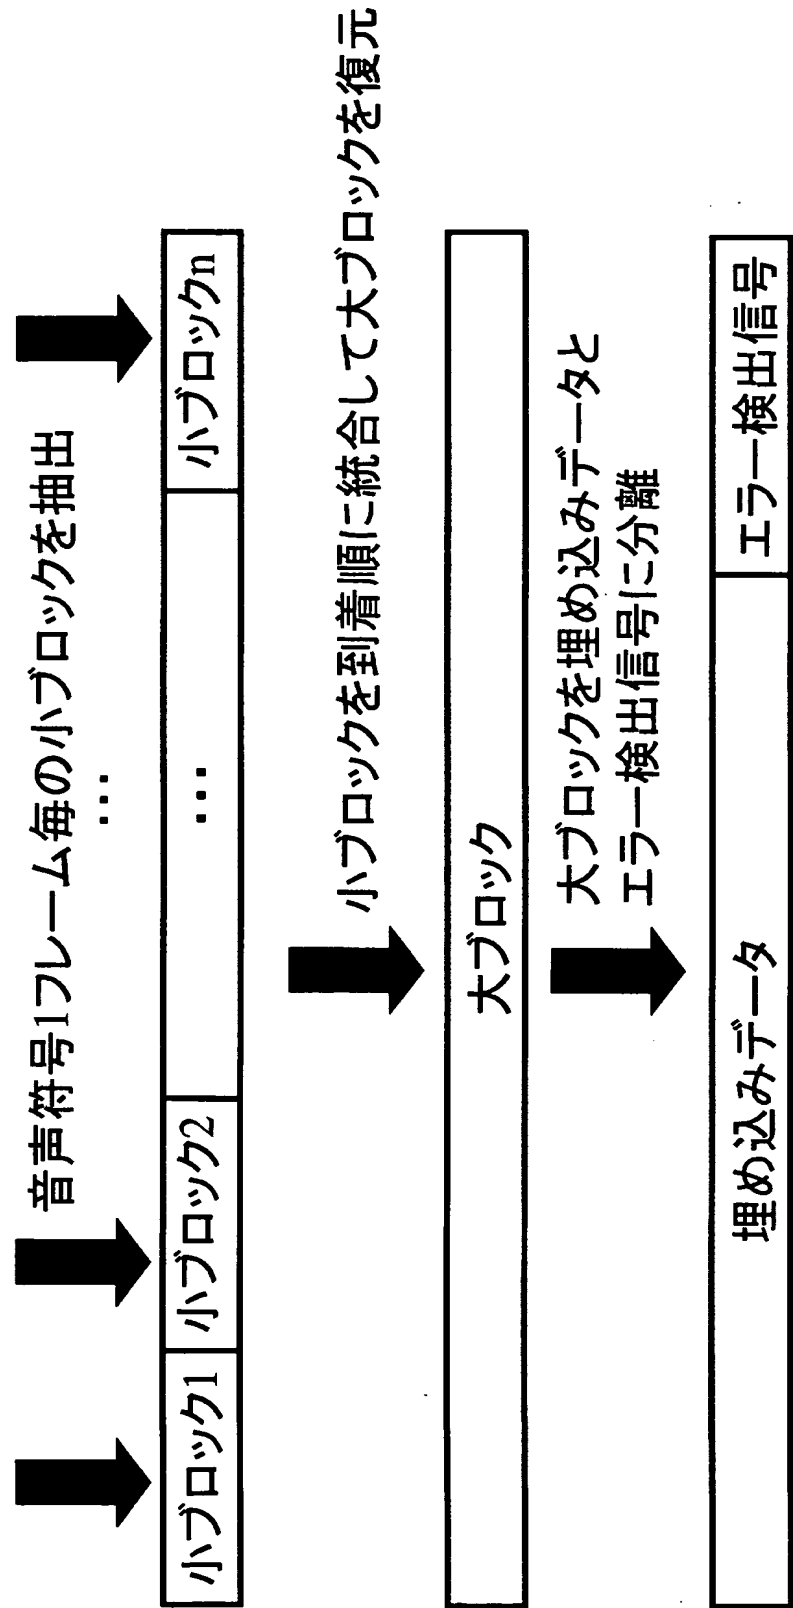 音声符号1フレーム毎の小ブロックを抽出
…
小ブロック1
小ブロック2
…
小ブロックn
小ブロックを到着順に統合して大ブロックを復元
大ブロック
大ブロックを埋め込みデータと
エラー検出信号に分離
埋め込みデータ
エラー検出信号